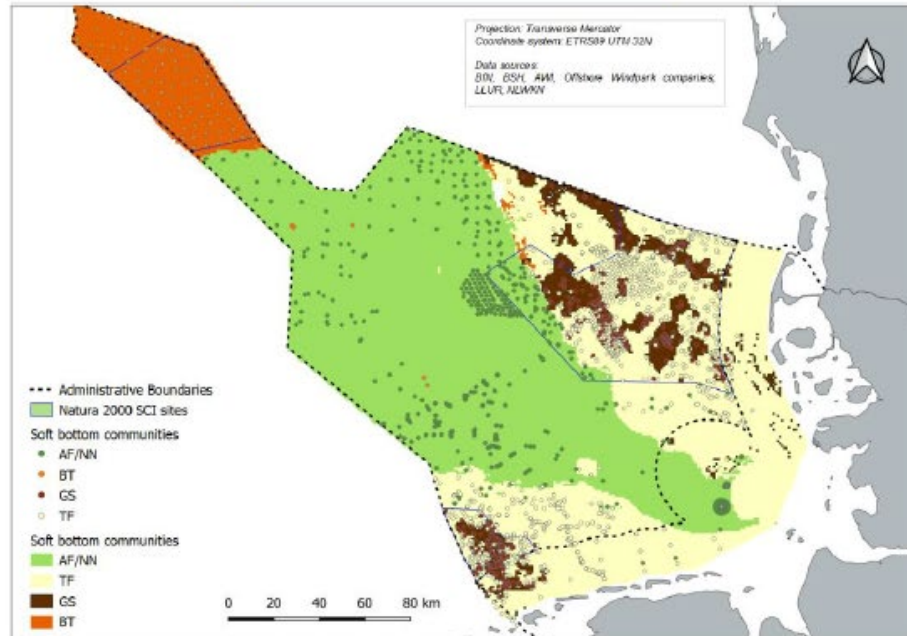 Projection: Transverse Mercator
Coordinate system: ETRS89 UTM 32N
Data sources:
BfN, BSH, AWI, Offshore Windpark companies,
LLUR, NLWKN
Administrative Boundaries
Natura 2000 SCI sites
Soft bottom communities
AF/NN
BT
GS
TF
Soft bottom communities
AF/NN
TF
GS
BT
0 20 40 60 80 km